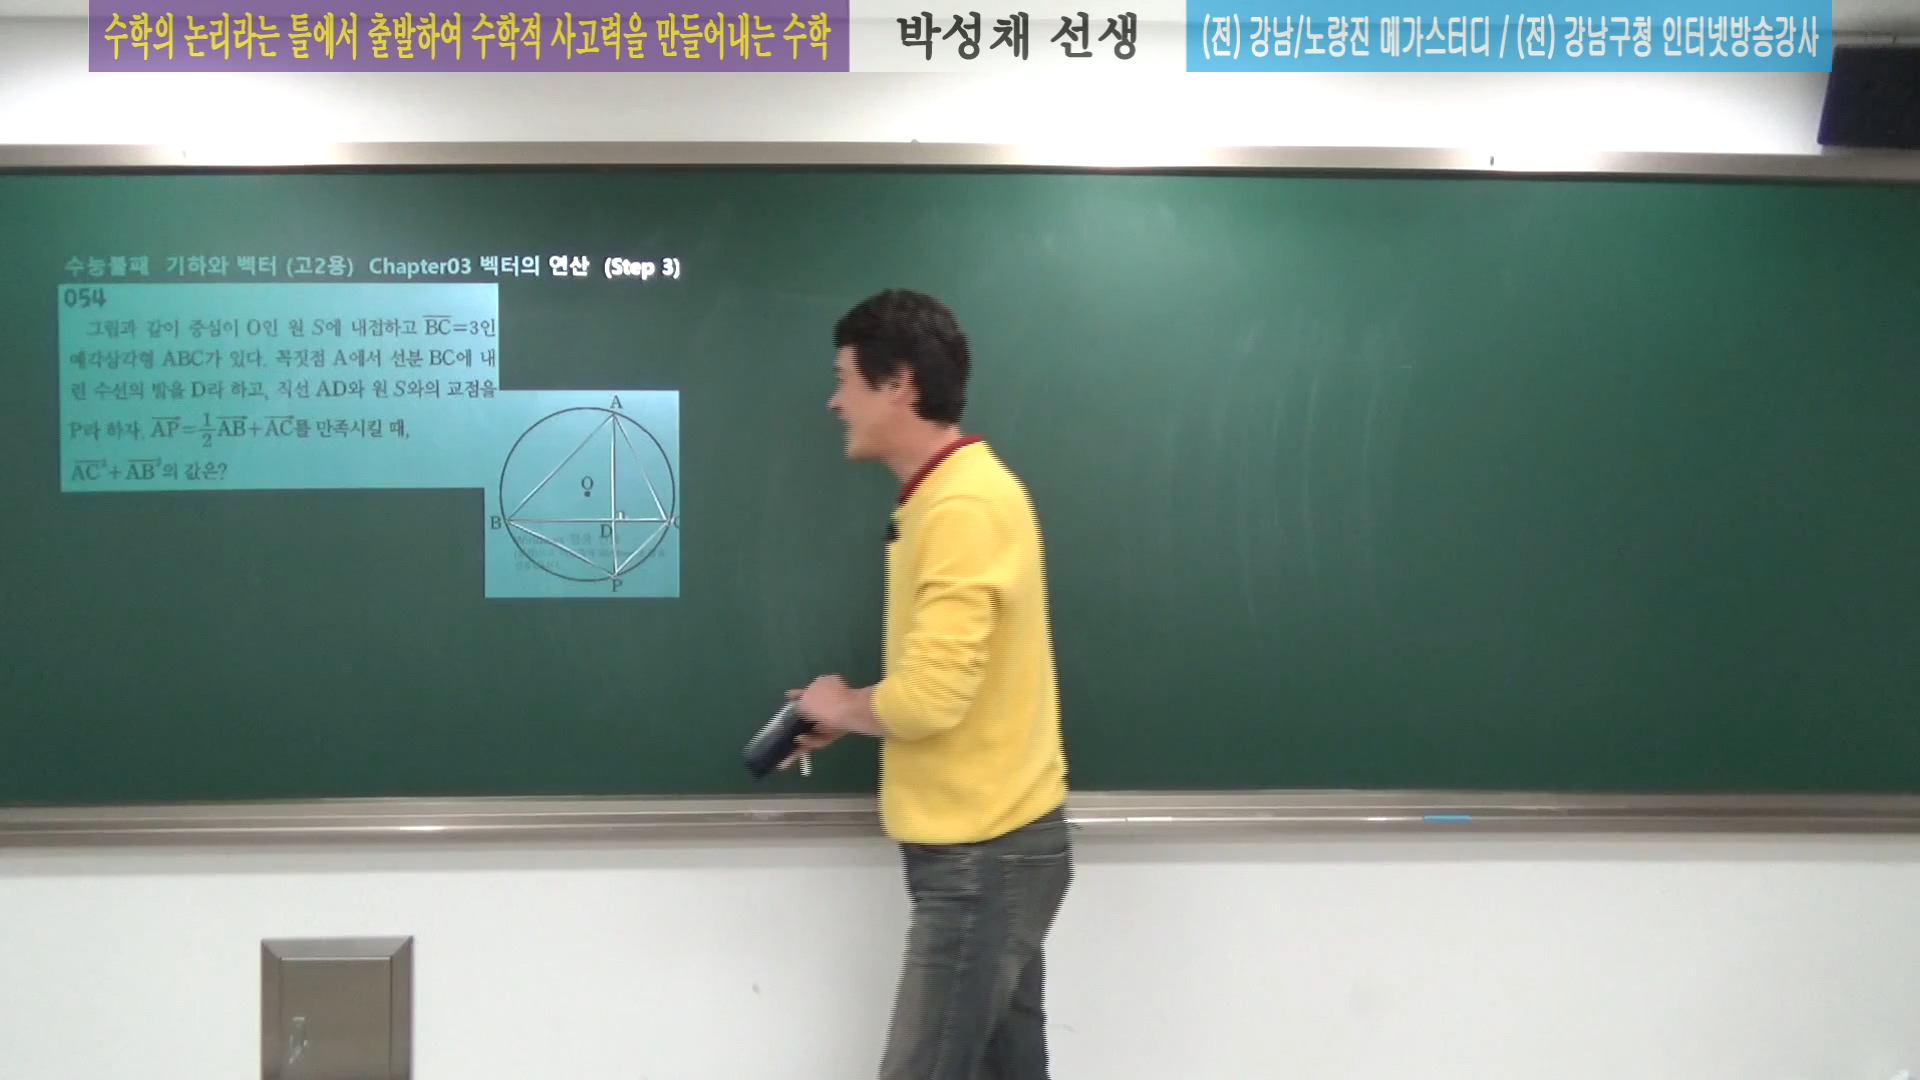 수학의 논리라는 틀에서 출발하여 수학적 사고력을 만들어내는 수학
박성채 선생
(전) 강남/노량진 메가스터디 / (전) 강남구청 인터넷방송강사
수능불패 기하와 벡터 (고2용) Chapter03 벡터의 연산 (Step 3)
054
그림과 같이 중심이 O인 원 S에 내접하고 BC=3인
예각삼각형 ABC가 있다. 꼭짓점 A에서 선분 BC에 내
린 수선의 발을 D라 하고, 직선 AD와 원 S와의 교점을
P라 하자. AP=1/2AB+AC를 만족시킬 때,
AC²+AB²의 값은?
A
O
B
D
C
P